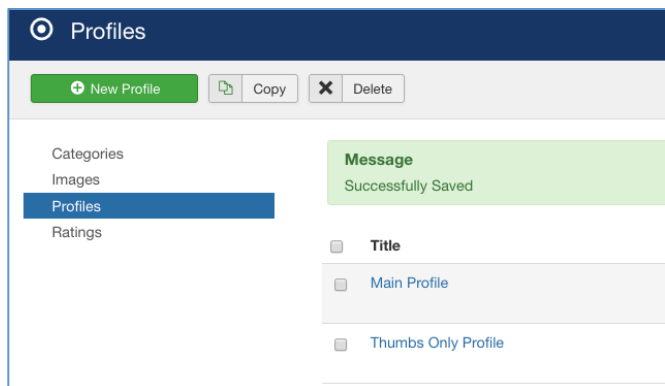 Profiles
New Profile Copy Delete
Categories
Images
Profiles
Ratings
Message
Successfully Saved
Title
Main Profile
Thumbs Only Profile